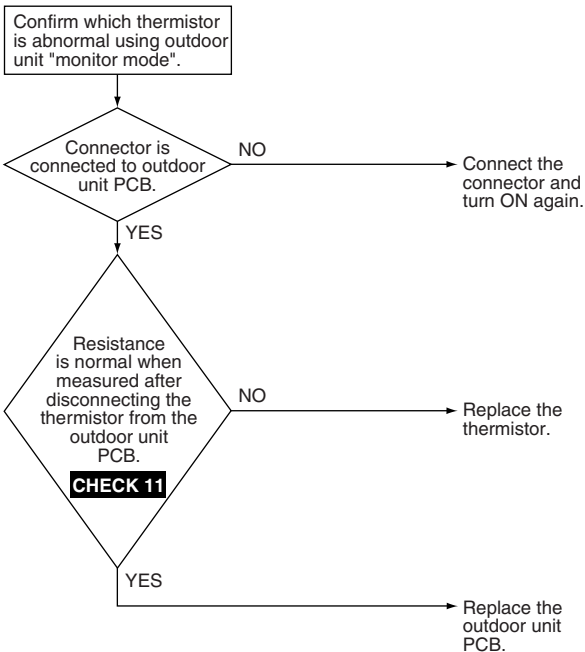 Confirm which thermistor
is abnormal using outdoor
unit "monitor mode".
Connector is
connected to outdoor
unit PCB.
NO
Connect the
connector and
turn ON again.
YES
Resistance
is normal when
measured after
disconnecting the
thermistor from the
outdoor unit
PCB.
CHECK 11
NO
Replace the
thermistor.
YES
Replace the
outdoor unit
PCB.